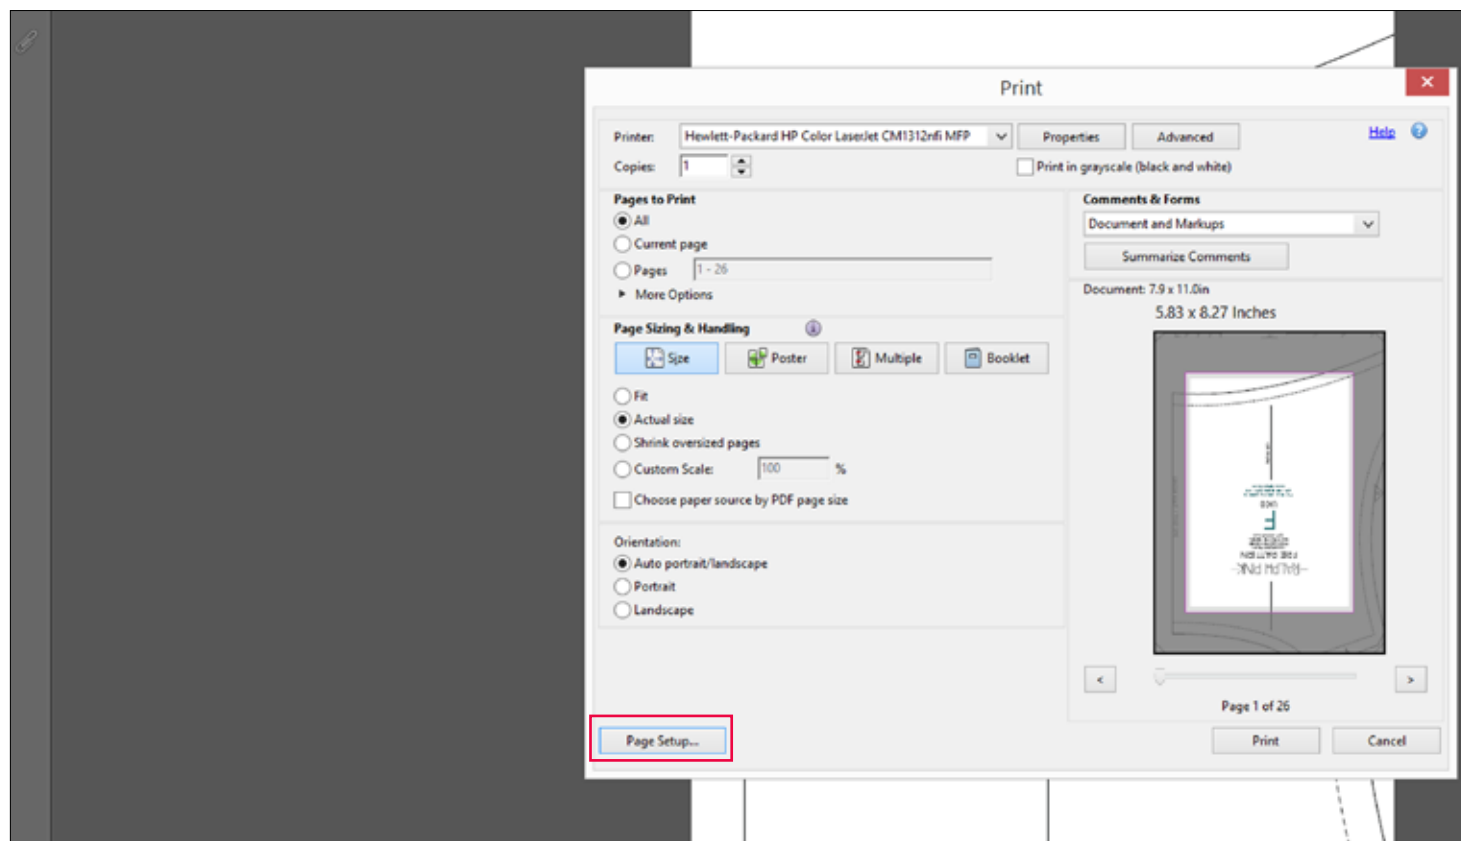 Print
Printer: Hewlett-Packard HP Color LaserJet CM1312nfi MFP Properties Advanced Help
Copies: 1 Print in grayscale (black and white)
Pages to Print
All
Current page
Pages 1 - 26
More Options
Comments & Forms
Document and Markups
Summarize Comments
Page Sizing & Handling
Size Poster Multiple Booklet
Fit
Actual size
Shrink oversized pages
Custom Scale: 100 %
Choose paper source by PDF page size
Orientation:
Auto portrait/landscape
Portrait
Landscape
Document: 7.9 x 11.0in
5.83 x 8.27 Inches
F
FREE PATTERN
-RALPH PINK-
< >
Page 1 of 26
Page Setup... Print Cancel